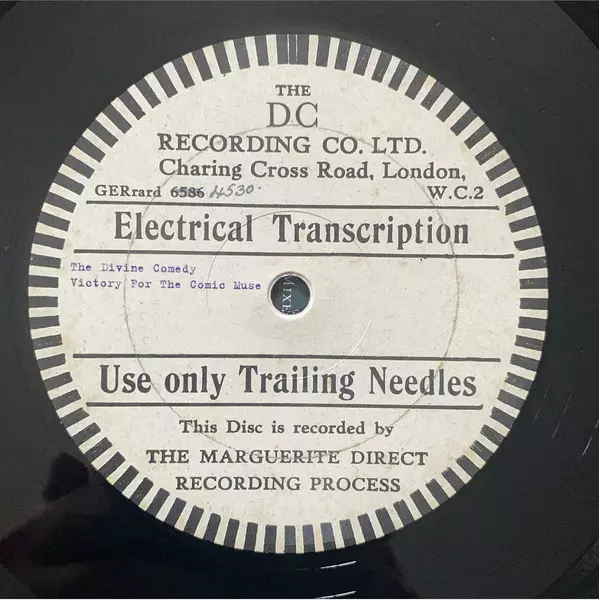 THE
DC
RECORDING CO. LTD.
Charing Cross Road, London,
GERrard 6586 4530- W.C.2
Electrical Transcription
The Divine Comedy
Victory For The Comic Muse
Use only Trailing Needles
This Disc is recorded by
THE MARGUERITE DIRECT
RECORDING PROCESS